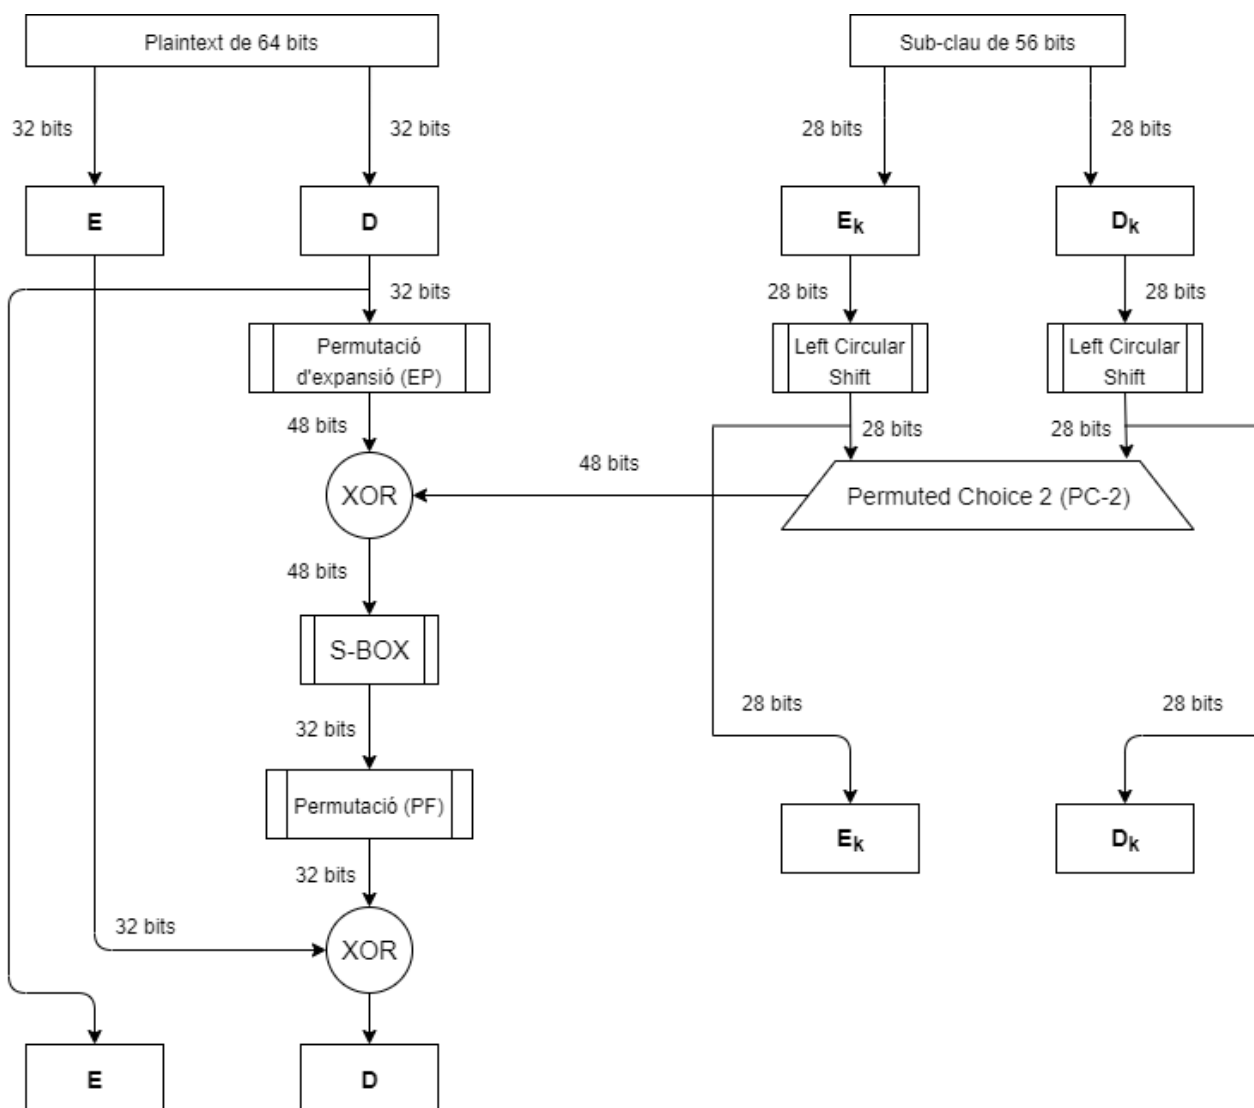 Plaintext de 64 bits
Sub-clau de 56 bits
32 bits
32 bits
28 bits
28 bits
E
D
Ek
Dk
32 bits
28 bits
28 bits
Permutació
d'expansió (EP)
Left Circular
Shift
Left Circular
Shift
48 bits
28 bits
28 bits
48 bits
XOR
Permuted Choice 2 (PC-2)
48 bits
S-BOX
32 bits
28 bits
28 bits
Permutació (PF)
Ek
Dk
32 bits
32 bits
XOR
E
D